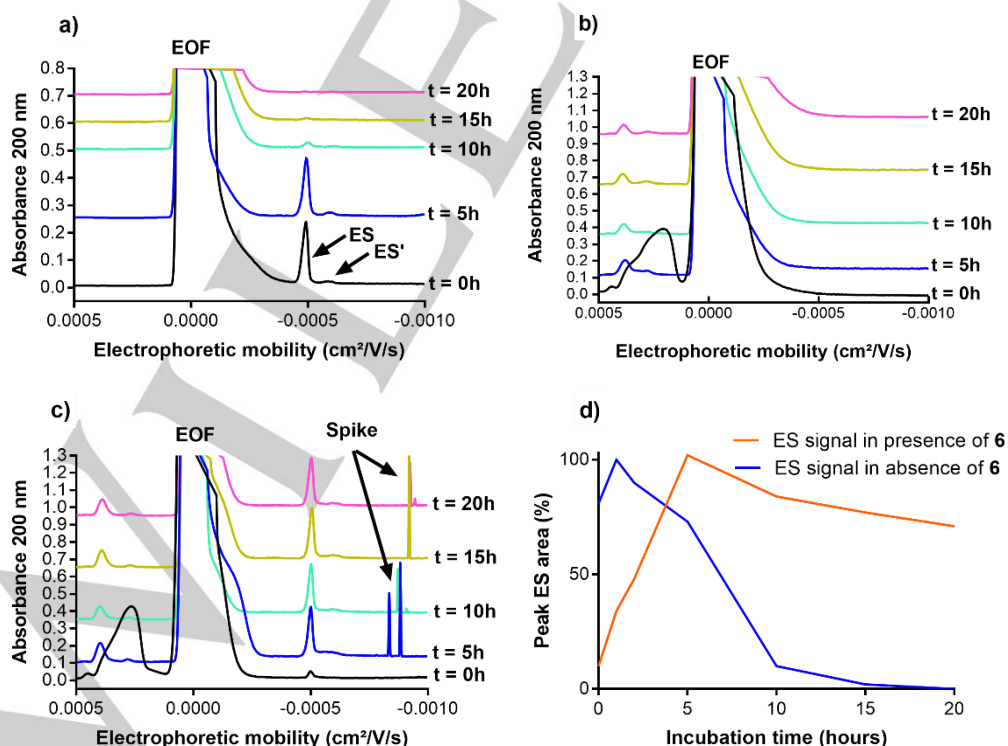 a)
EOF
Absorbance 200 nm
0.8
0.7
0.6
0.5
0.4
0.3
0.2
0.1
0.0
t = 20h
t = 15h
t = 10h
t = 5h
ES
ES'
t = 0h
0.0005 0.0000 -0.0005 -0.0010
Electrophoretic mobility (cm²/V/s)
b)
EOF
Absorbance 200 nm
1.3
1.2
1.1
1.0
0.9
0.8
0.7
0.6
0.5
0.4
0.3
0.2
0.1
0.0
t = 20h
t = 15h
t = 10h
t = 5h
t = 0h
0.0005 0.0000 -0.0005 -0.0010
Electrophoretic mobility (cm²/V/s)
c)
EOF
Spike
Absorbance 200 nm
1.3
1.2
1.1
1.0
0.9
0.8
0.7
0.6
0.5
0.4
0.3
0.2
0.1
0.0
t = 20h
t = 15h
t = 10h
t = 5h
t = 0h
0.0005 0.0000 -0.0005 -0.0010
Electrophoretic mobility (cm²/V/s)
d)
ES signal in presence of 6
ES signal in absence of 6
Peak ES area (%)
100
50
0
0 5 10 15 20
Incubation time (hours)